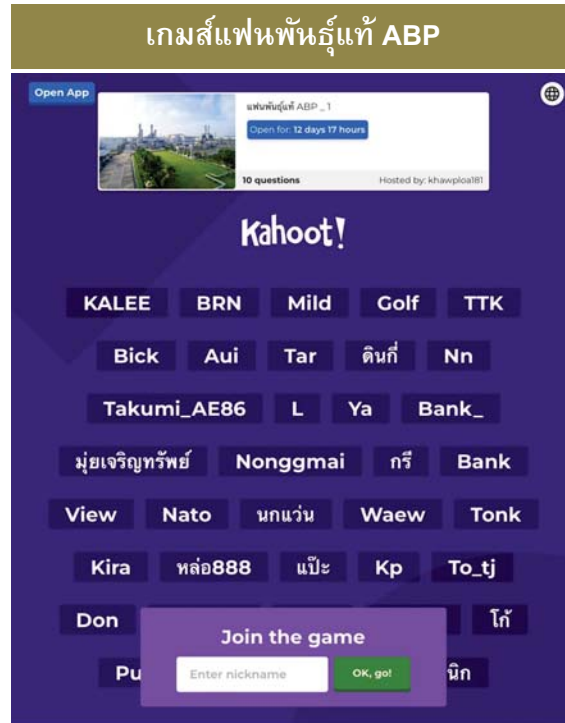 เกมส์แฟนพันธุ์แท้ ABP
Open App
แฟนพันธุ์แท้ ABP _ 1
Open for: 12 days 17 hours
10 questions Hosted by: khawploa181
Kahoot!
KALEE BRN Mild Golf TTK
Bick Aui Tar ดินกี่ Nn
Takumi_AE86 L Ya Bank_
มุ่ยเจริญทรัพย์ Nonggmai กรี Bank
View Nato นกแว่น Waew Tonk
Kira หล่อ888 แป๊ะ Kp To_tj
Don โก้
Join the game
Pu นิก
Enter nickname OK, go!